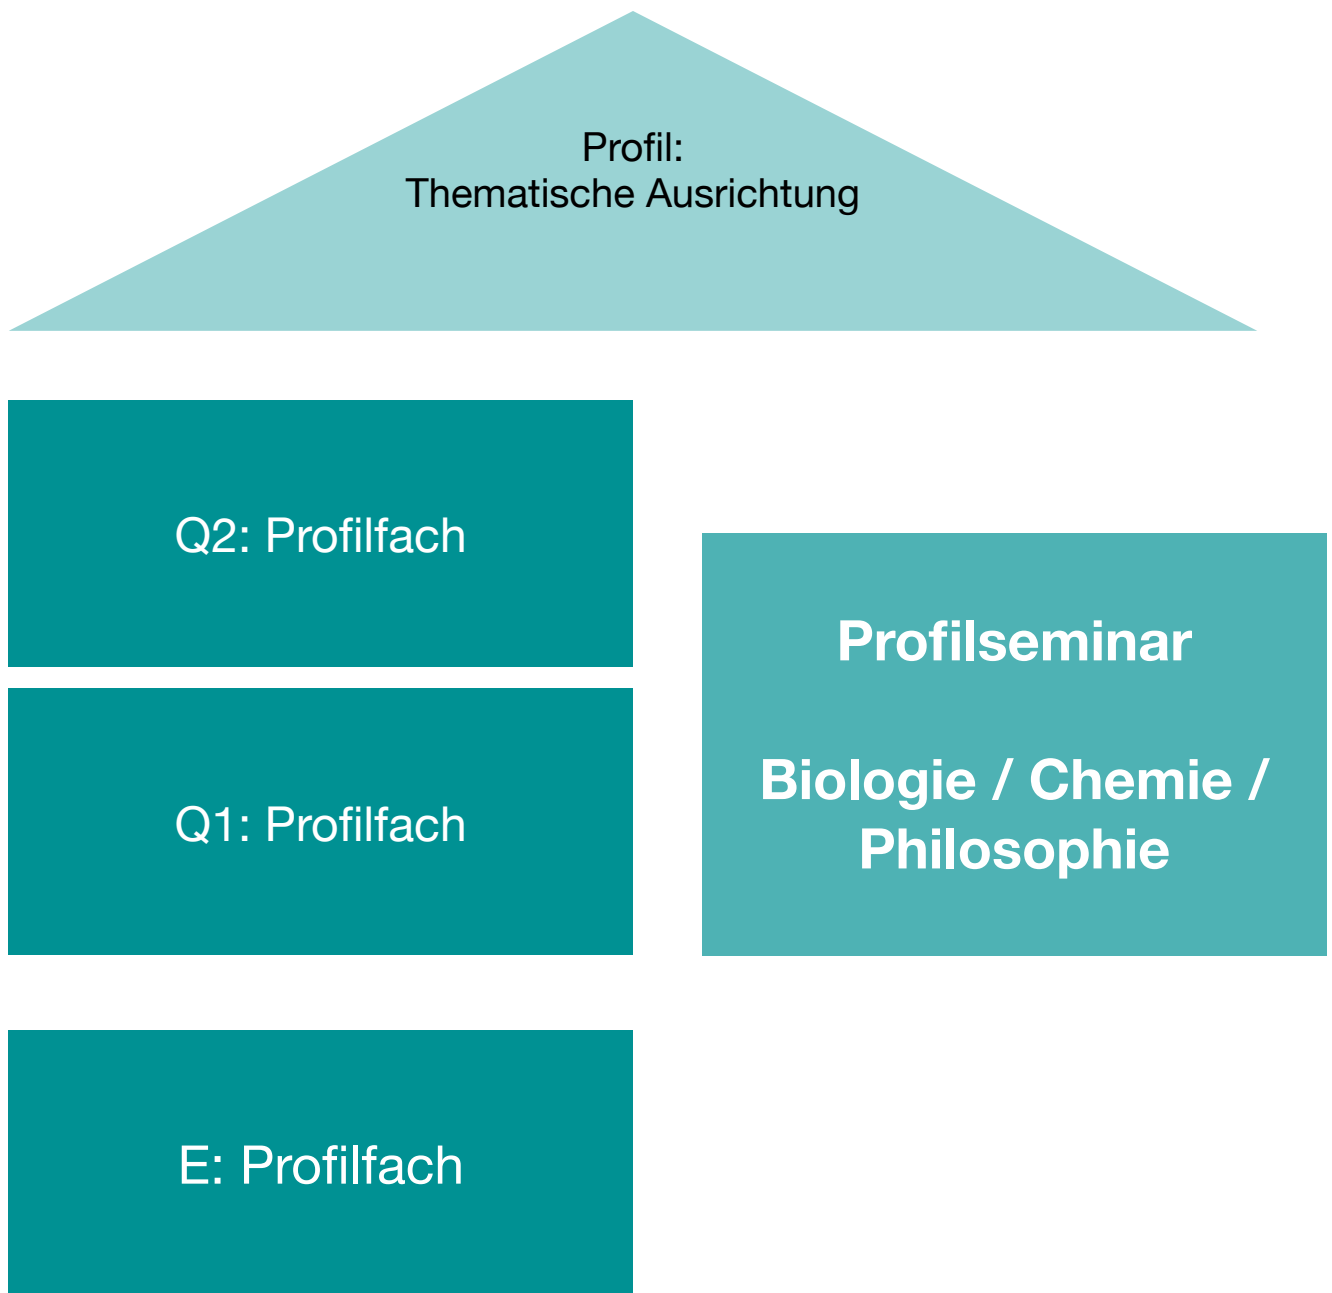 Profil:
Thematische Ausrichtung
Q2: Profilfach
Profilseminar
Biologie / Chemie /
Philosophie
Q1: Profilfach
E: Profilfach